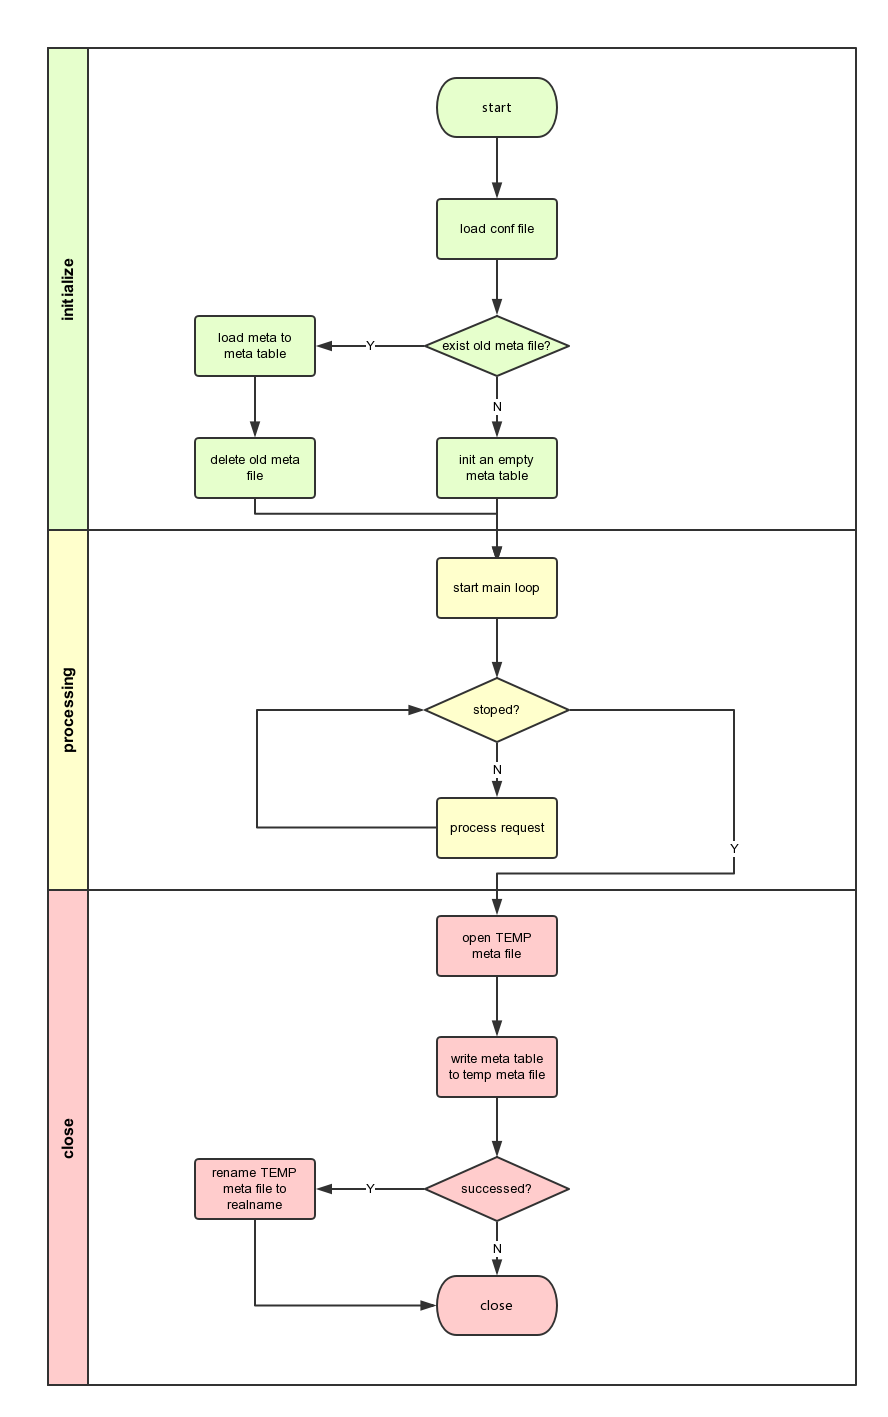 initialize
start
load conf file
exist old meta file?
Y
load meta to
meta table
N
delete old meta
file
init an empty
meta table
processing
start main loop
stoped?
N
process request
Y
close
open TEMP
meta file
write meta table
to temp meta file
successed?
Y
rename TEMP
meta file to
realname
N
close